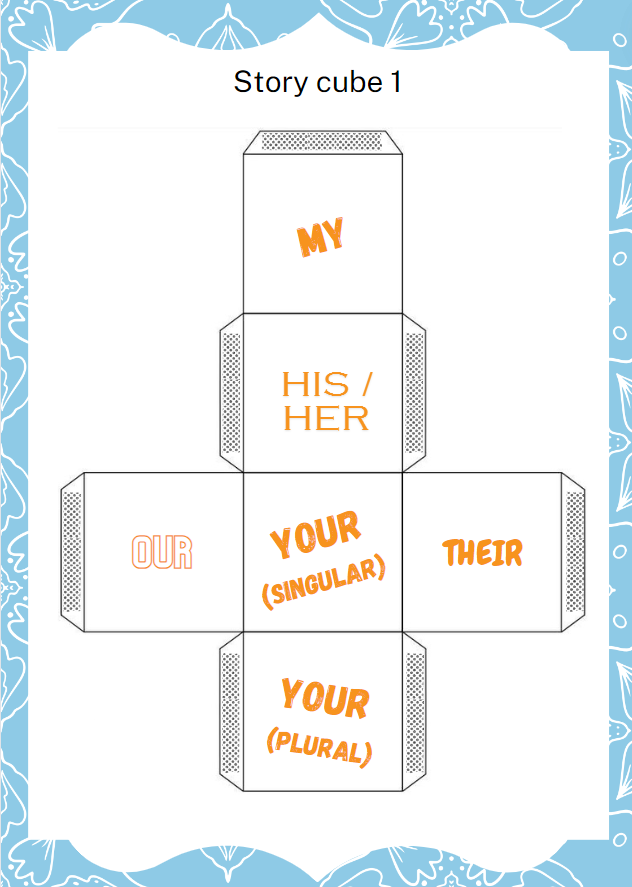 Story cube 1
MY
HIS /
HER
OUR
YOUR
(SINGULAR)
THEIR
YOUR
(PLURAL)